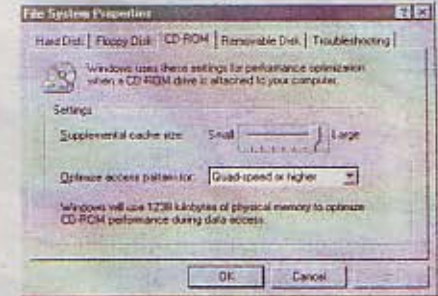 File System Properties
Hard Disk Floppy Disk CD-ROM Removable Disk Troubleshooting
Windows uses these settings for performance optimization
when a CD-ROM drive is attached to your computer.
Settings
Supplemental cache size: Small Large
Optimize access pattern for: Quad-speed or higher
Windows will use 1238 kilobytes of physical memory to optimize
CD-ROM performance during data access.
OK Cancel